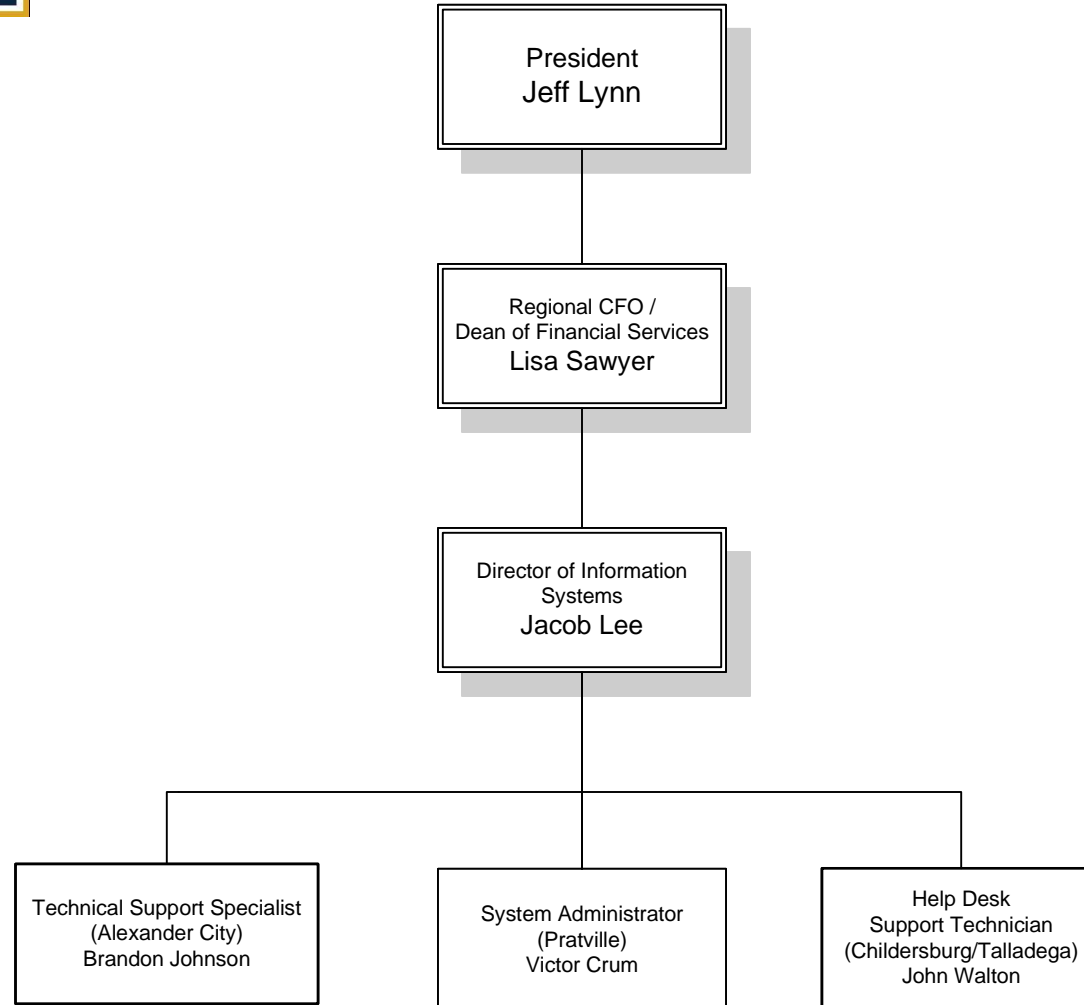 President
Jeff Lynn
Regional CFO /
Dean of Financial Services
Lisa Sawyer
Director of Information
Systems
Jacob Lee
Technical Support Specialist
(Alexander City)
Brandon Johnson
System Administrator
(Pratville)
Victor Crum
Help Desk
Support Technician
(Childersburg/Talladega)
John Walton